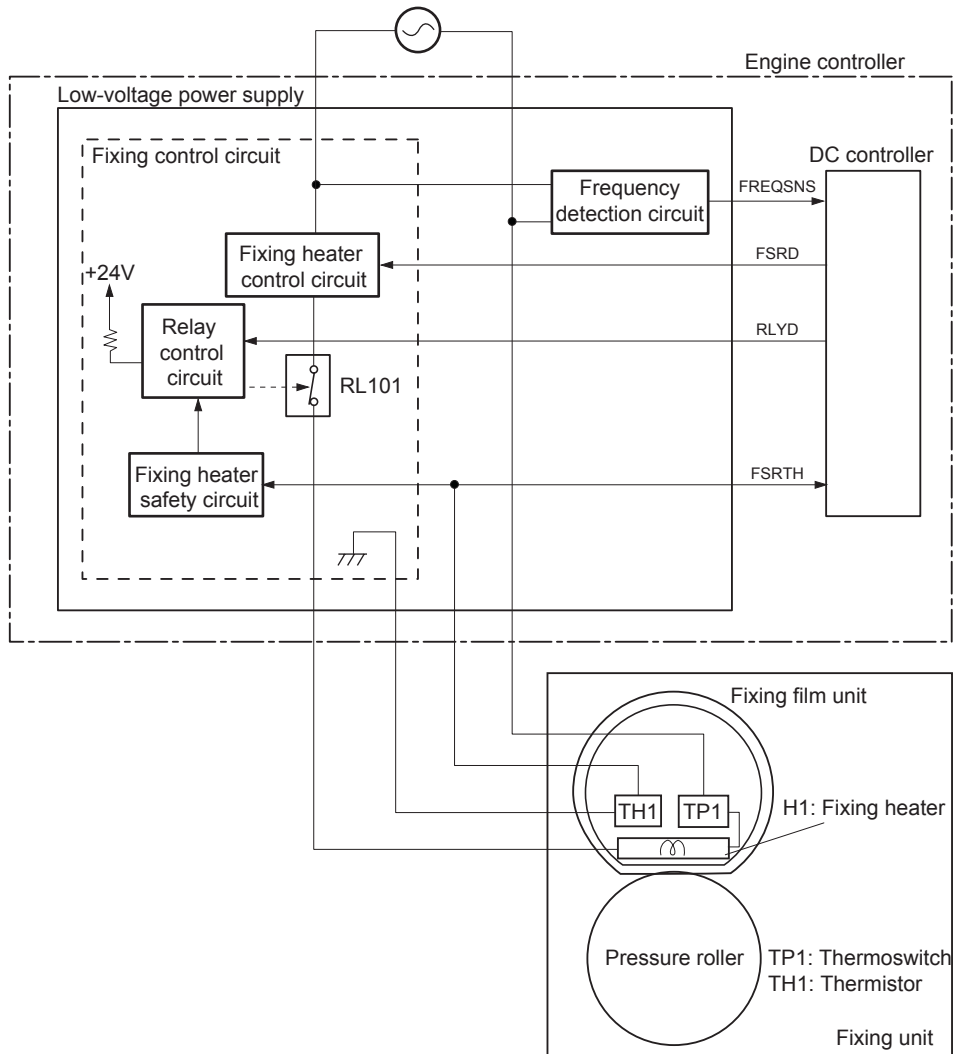 Engine controller
Low-voltage power supply
Fixing control circuit
DC controller
Frequency
detection circuit
FREQSNS
Fixing heater
control circuit
FSRD
+24V
Relay
control
circuit
RLYD
RL101
Fixing heater
safety circuit
FSRTH
Fixing film unit
TH1
TP1
H1: Fixing heater
Pressure roller
TP1: Thermoswitch
TH1: Thermistor
Fixing unit